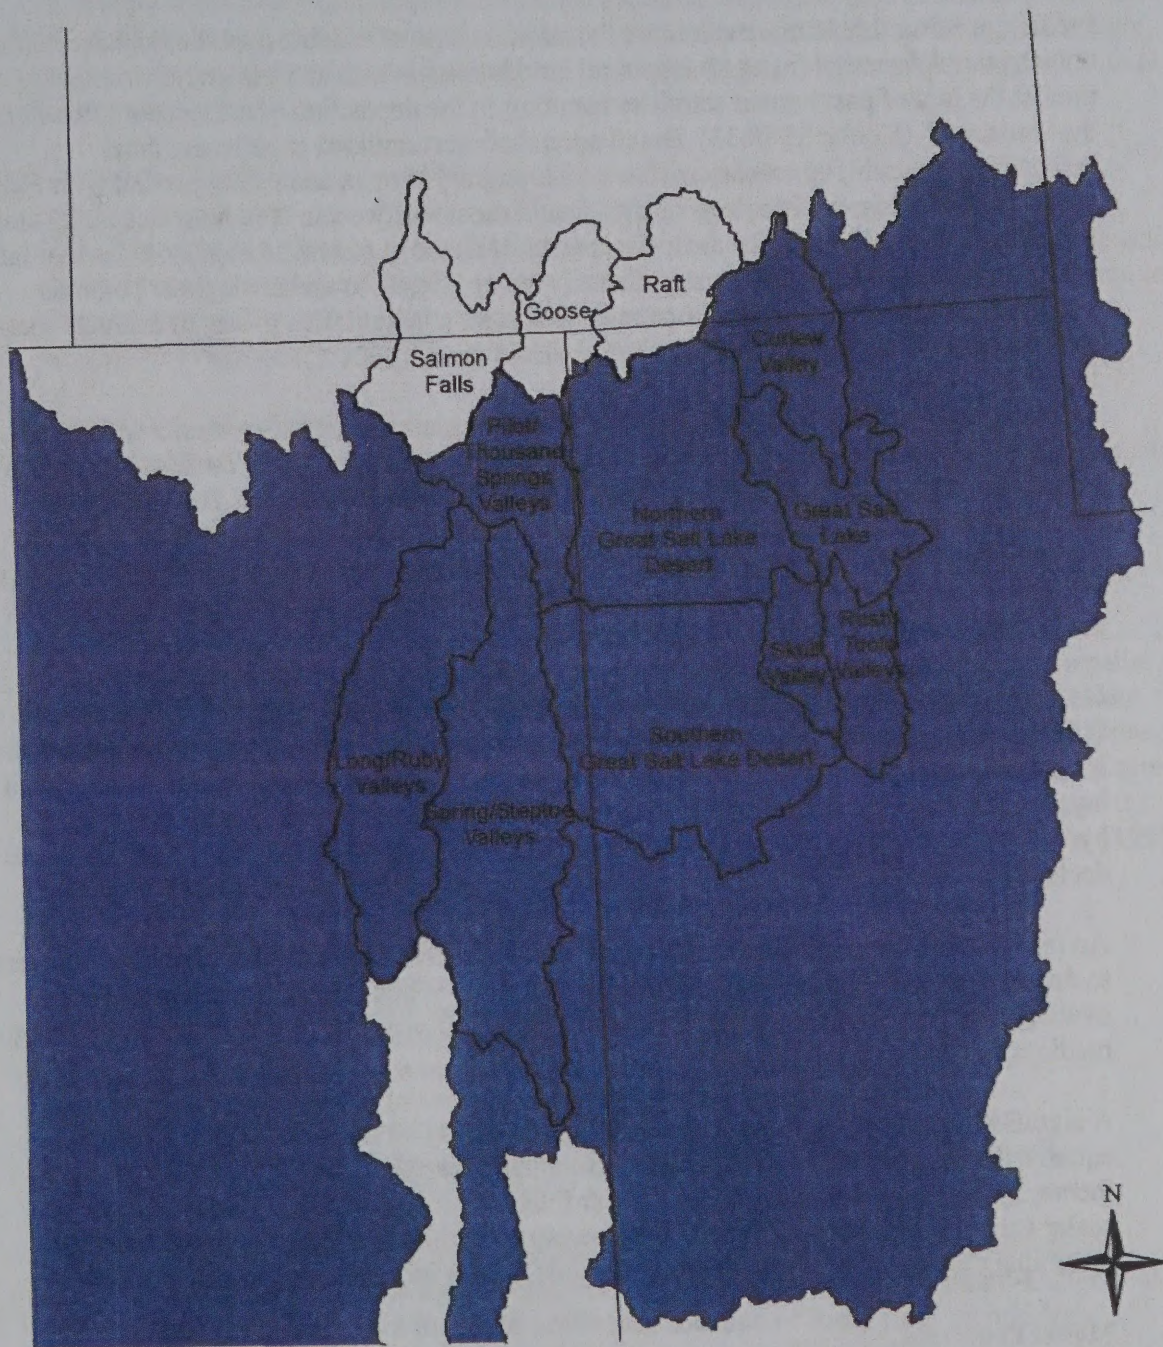 Raft
Goose
Salmon
Falls
Curlew
Valley
Pilot/
Thousand
Springs
Valleys
Northern
Great Salt Lake
Desert
Great Salt
Lake
Rush/
Tooele
Valleys
Skull
Valley
Southern
Great Salt Lake Desert
Long/Ruby
Valleys
Spring/Steptoe
Valleys
N